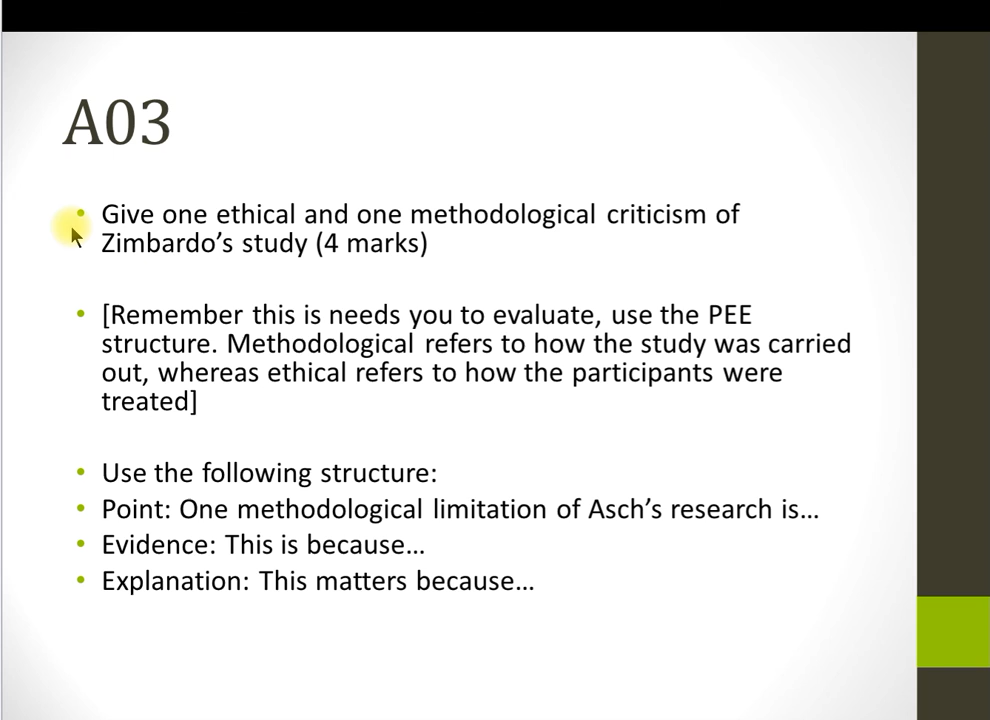 A03
• Give one ethical and one methodological criticism of
Zimbardo’s study (4 marks)
• [Remember this is needs you to evaluate, use the PEE
structure. Methodological refers to how the study was carried
out, whereas ethical refers to how the participants were
treated]
• Use the following structure:
• Point: One methodological limitation of Asch’s research is…
• Evidence: This is because…
• Explanation: This matters because…